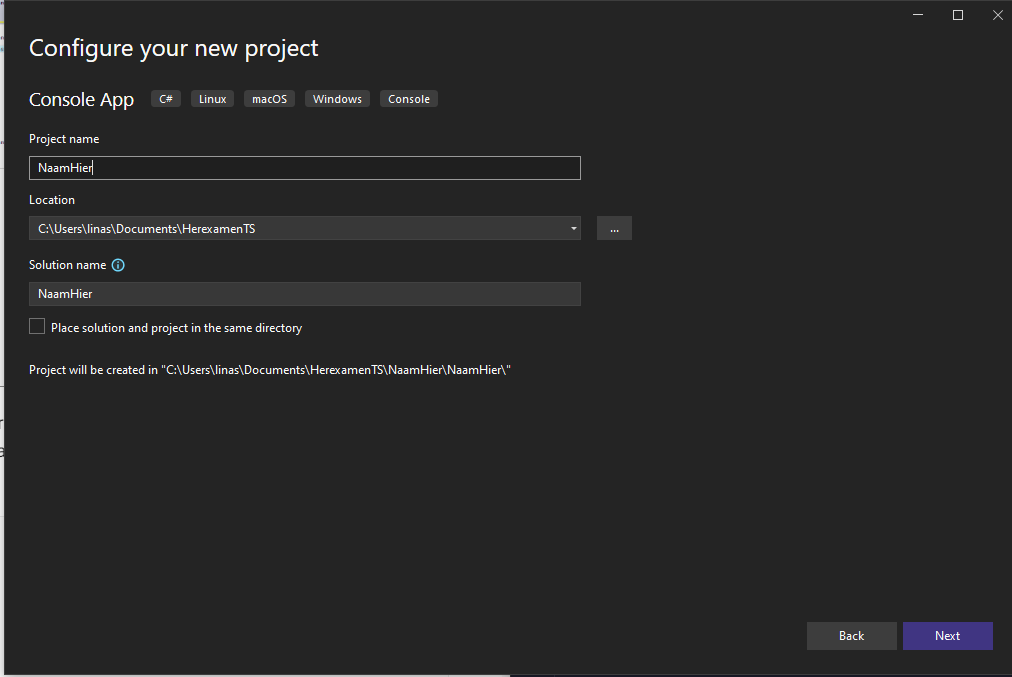 Configure your new project
Console App C# Linux macOS Windows Console
Project name
NaamHier
Location
C:\Users\linas\Documents\HerexamenTS
...
Solution name
NaamHier
Place solution and project in the same directory
Project will be created in "C:\Users\linas\Documents\HerexamenTS\NaamHier\NaamHier\"
Back Next